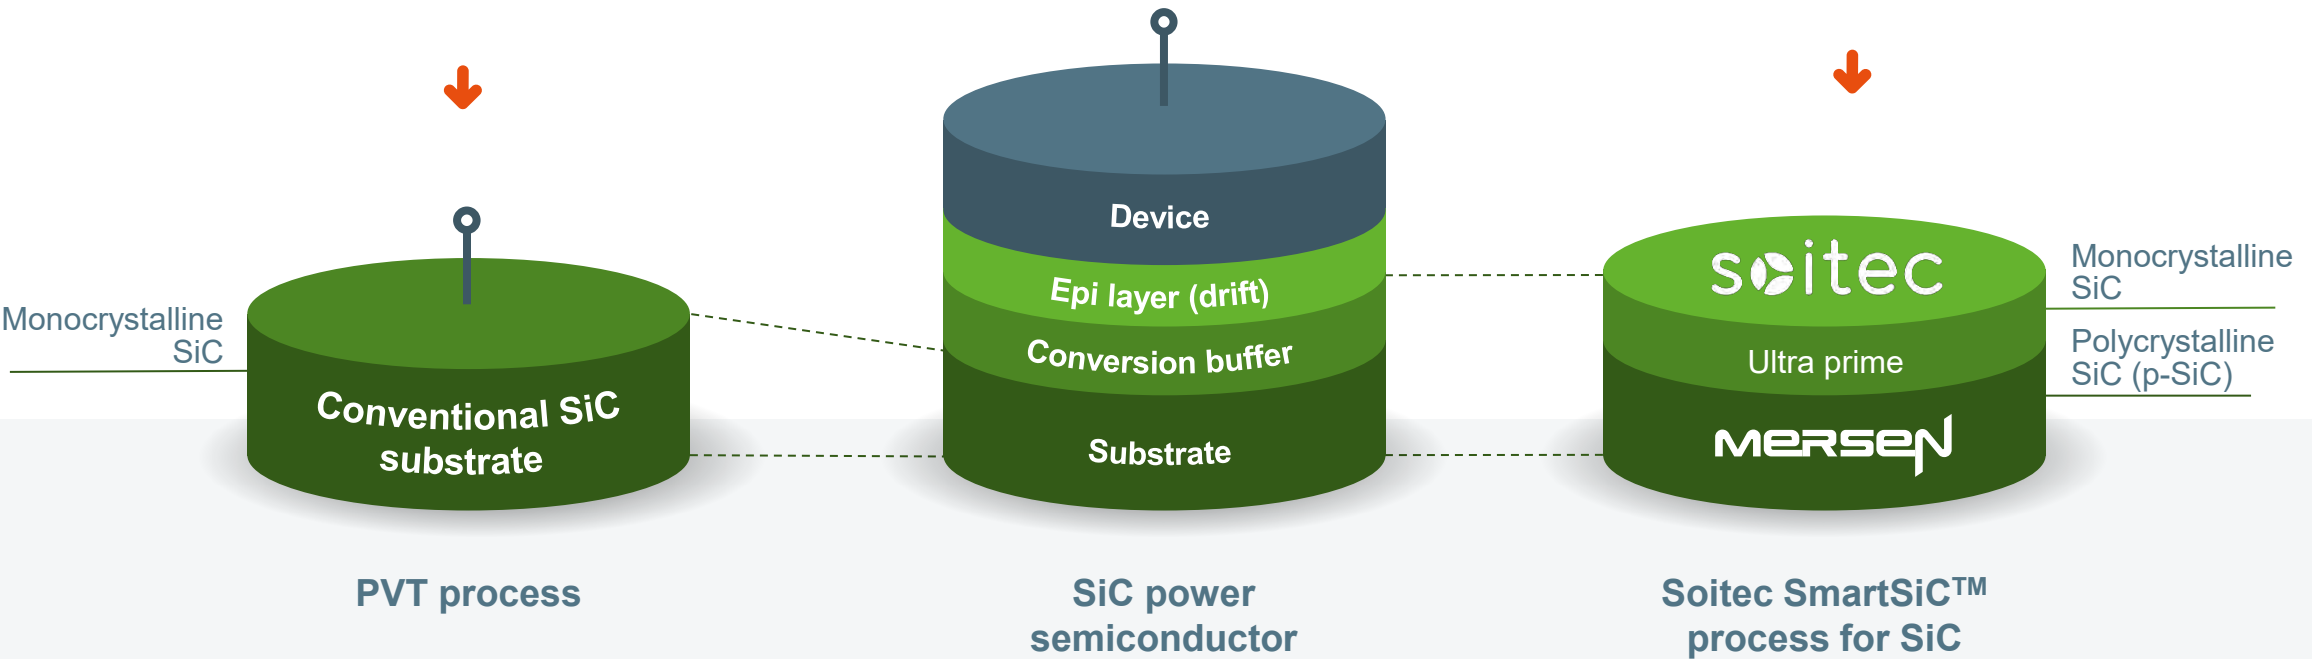 Monocrystalline
SiC
Conventional SiC
substrate
PVT process
Device
Epi layer (drift)
Conversion buffer
Substrate
SiC power
semiconductor
soitec
Ultra prime
MERSEN
Monocrystalline
SiC
Polycrystalline
SiC (p-SiC)
Soitec SmartSiC™
process for SiC